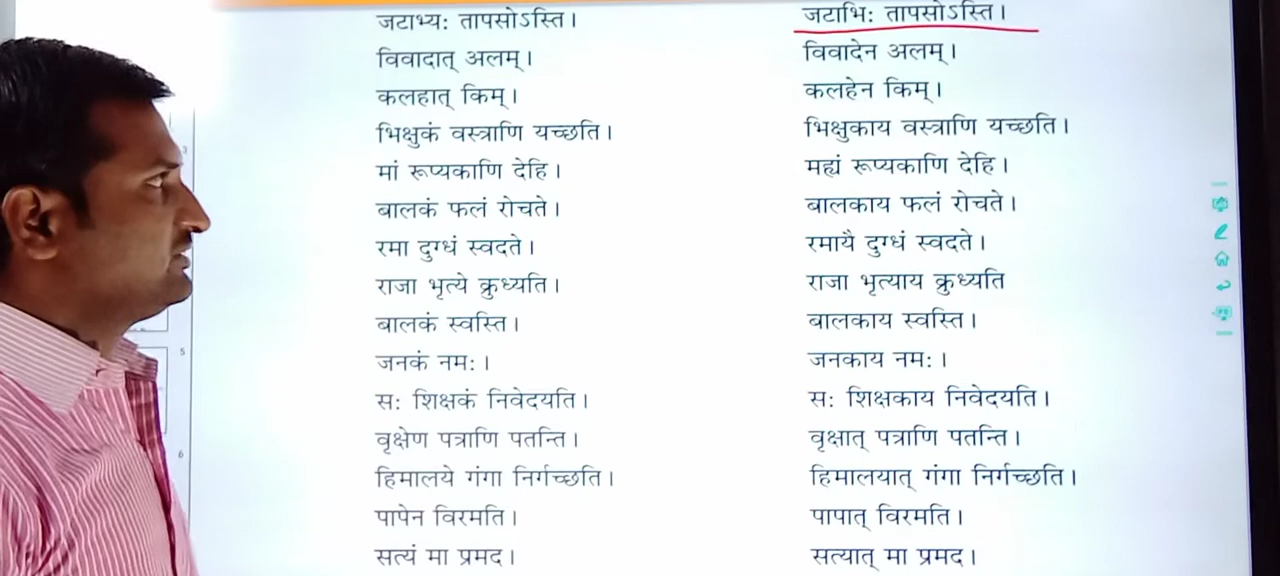 जटाभ्यः तापसोऽस्ति। जटाभिः तापसोऽस्ति।
विवादात् अलम्। विवादेन अलम्।
कलहात् किम्। कलहेन किम्।
भिक्षुकं वस्त्राणि यच्छति। भिक्षुकाय वस्त्राणि यच्छति।
मां रूप्यकाणि देहि। मह्यं रूप्यकाणि देहि।
बालकं फलं रोचते। बालकाय फलं रोचते।
रमा दुग्धं स्वदते। रमायै दुग्धं स्वदते।
राजा भृत्ये क्रुध्यति। राजा भृत्याय क्रुध्यति
बालकं स्वस्ति। बालकाय स्वस्ति।
जनकं नमः। जनकाय नमः।
सः शिक्षकं निवेदयति। सः शिक्षकाय निवेदयति।
वृक्षेण पत्राणि पतन्ति। वृक्षात् पत्राणि पतन्ति।
हिमालये गंगा निर्गच्छति। हिमालयात् गंगा निर्गच्छति।
पापेन विरमति। पापात् विरमति।
सत्यं मा प्रमद। सत्यात् मा प्रमद।
3
5
6